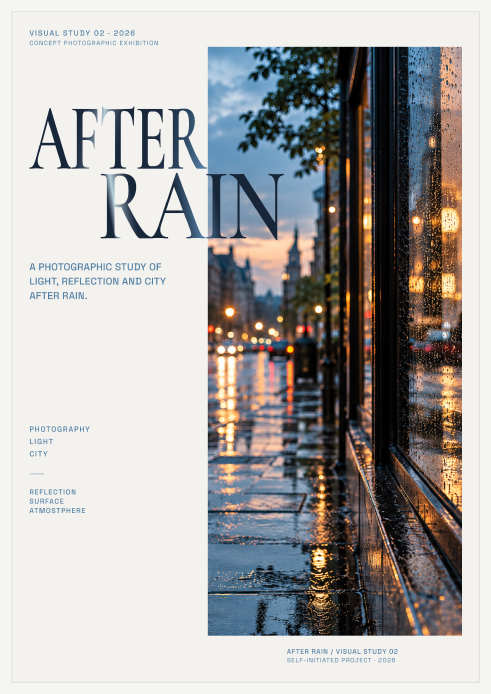 VISUAL STUDY 02 - 2026
CONCEPT PHOTOGRAPHIC EXHIBITION
AFTER
RAIN
A PHOTOGRAPHIC STUDY OF
LIGHT, REFLECTION AND CITY
AFTER RAIN.
PHOTOGRAPHY
LIGHT
CITY
REFLECTION
SURFACE
ATMOSTPHERE
AFTER RAIN / VISUAL STUDY 02
SELF-INITIATED PROJECT - 2026